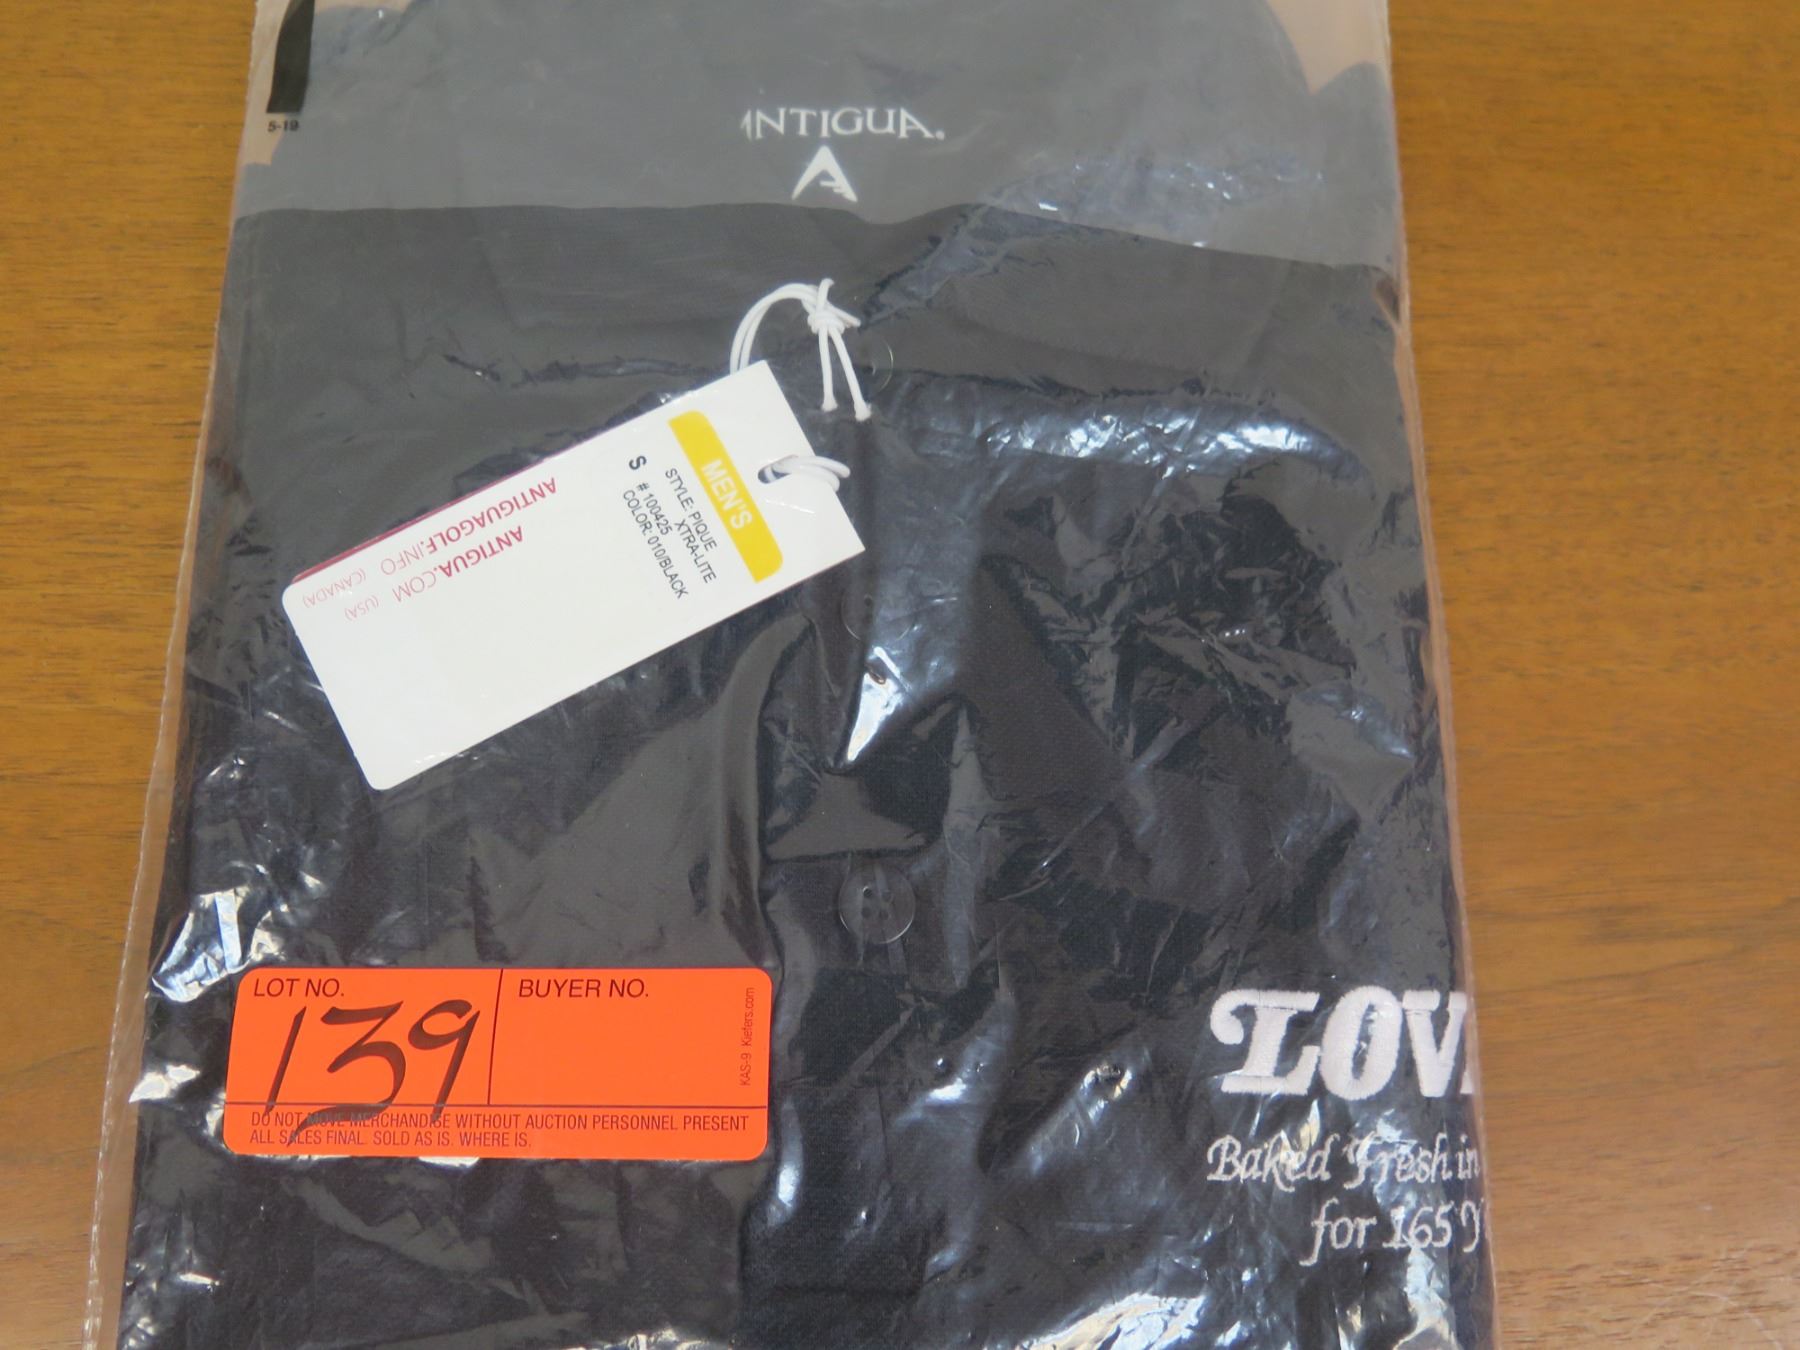 5-19
ANTIGUA.
MEN'S
STYLE: PIQUE
XTRA-LITE
S # 100425
COLOR: 010/BLACK
ANTIGUA.COM (USA)
ANTIGUAGOLF.INFO (CANADA)
LOT NO.
139
BUYER NO.
KAS-9 Kiefers.com
DO NOT MOVE MERCHANDISE WITHOUT AUCTION PERSONNEL PRESENT
ALL SALES FINAL. SOLD AS IS. WHERE IS.
LOV
Baked Fresh in
for 165 Y